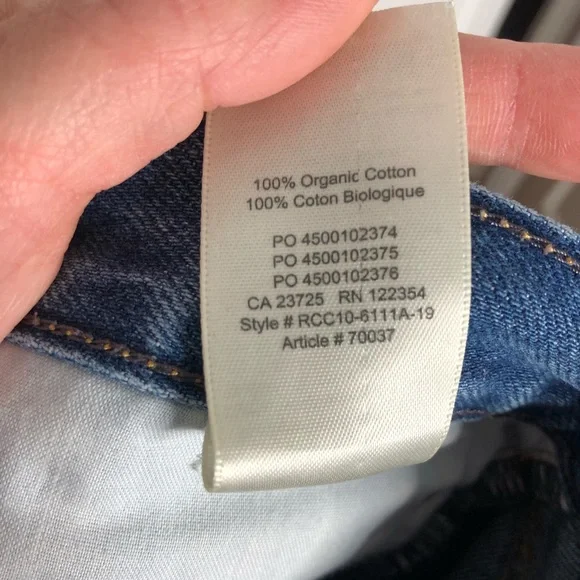 100% Organic Cotton
100% Coton Biologique
PO 4500102374
PO 4500102375
PO 4500102376
CA 23725 RN 122354
Style # RCC10-6111A-19
Article # 70037